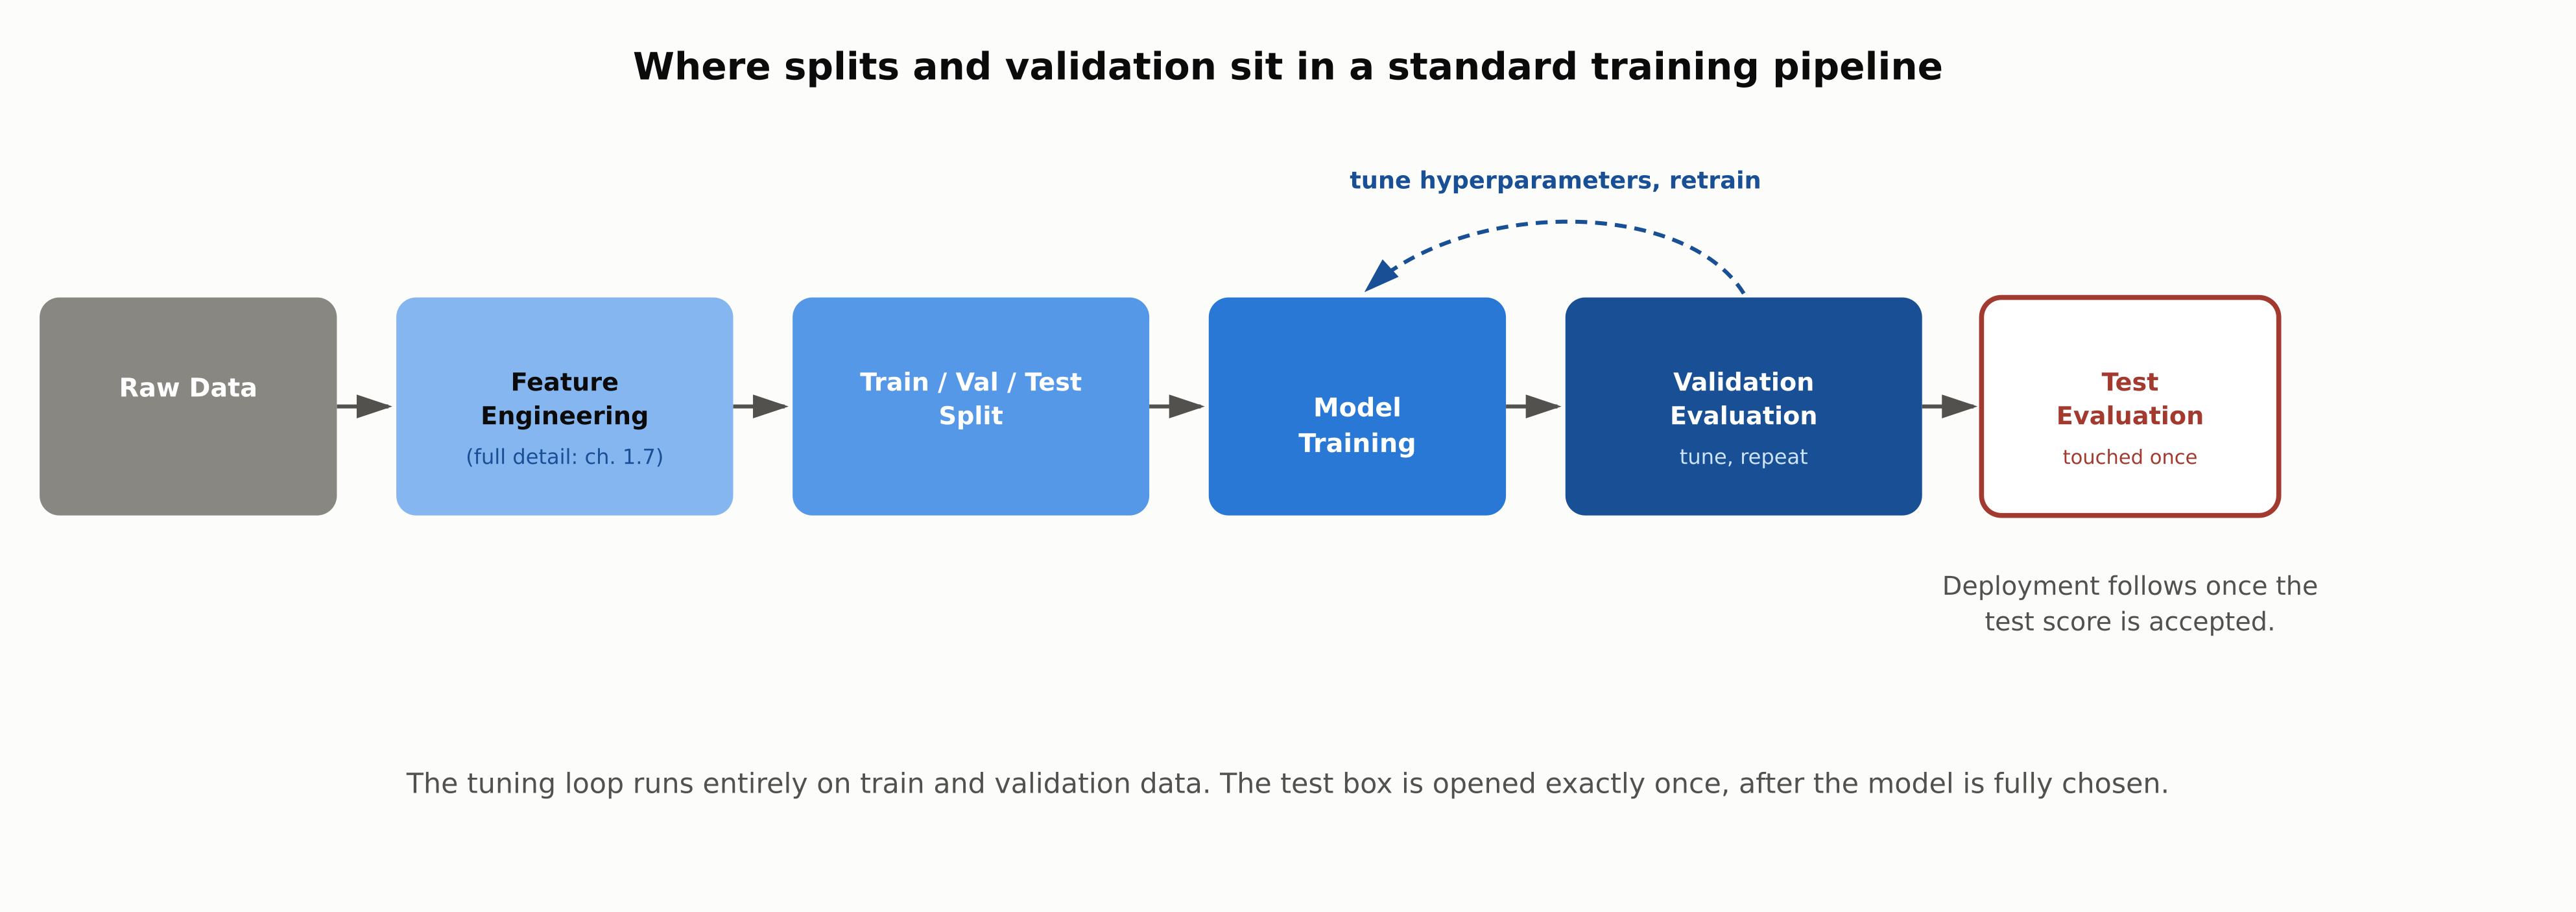 Where splits and validation sit in a standard training pipeline
tune hyperparameters, retrain
Raw Data
Feature
Engineering
(full detail: ch. 1.7)
Train / Val / Test
Split
Model
Training
Validation
Evaluation
tune, repeat
Test
Evaluation
touched once
Deployment follows once the
test score is accepted.
The tuning loop runs entirely on train and validation data. The test box is opened exactly once, after the model is fully chosen.